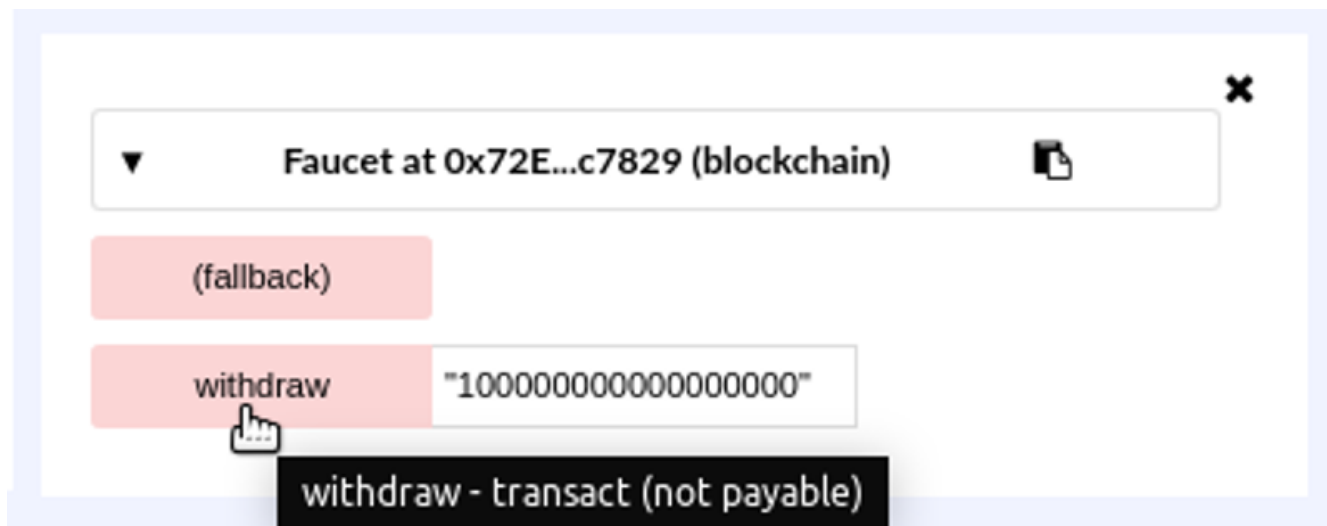 Faucet at 0x72E...c7829 (blockchain)
(fallback)
withdraw "100000000000000000"
withdraw - transact (not payable)